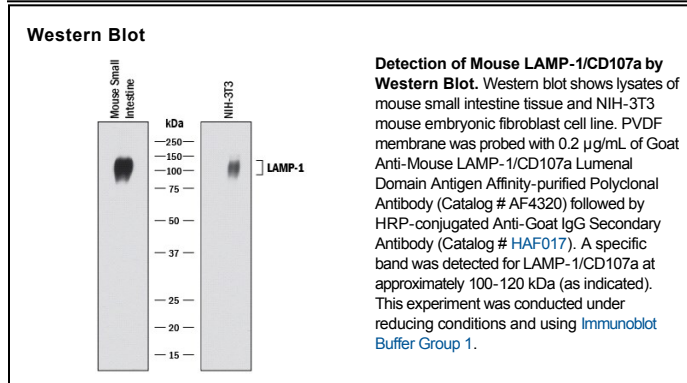 Western Blot
Mouse Small
Intestine
NIH-3T3
kDa
250
150
100
75
50
37
25
20
15
LAMP-1
Detection of Mouse LAMP-1/CD107a by
Western Blot. Western blot shows lysates of
mouse small intestine tissue and NIH-3T3
mouse embryonic fibroblast cell line. PVDF
membrane was probed with 0.2 µg/mL of Goat
Anti-Mouse LAMP-1/CD107a Lumenal
Domain Antigen Affinity-purified Polyclonal
Antibody (Catalog # AF4320) followed by
HRP-conjugated Anti-Goat IgG Secondary
Antibody (Catalog # HAF017). A specific
band was detected for LAMP-1/CD107a at
approximately 100-120 kDa (as indicated).
This experiment was conducted under
reducing conditions and using Immunoblot
Buffer Group 1.